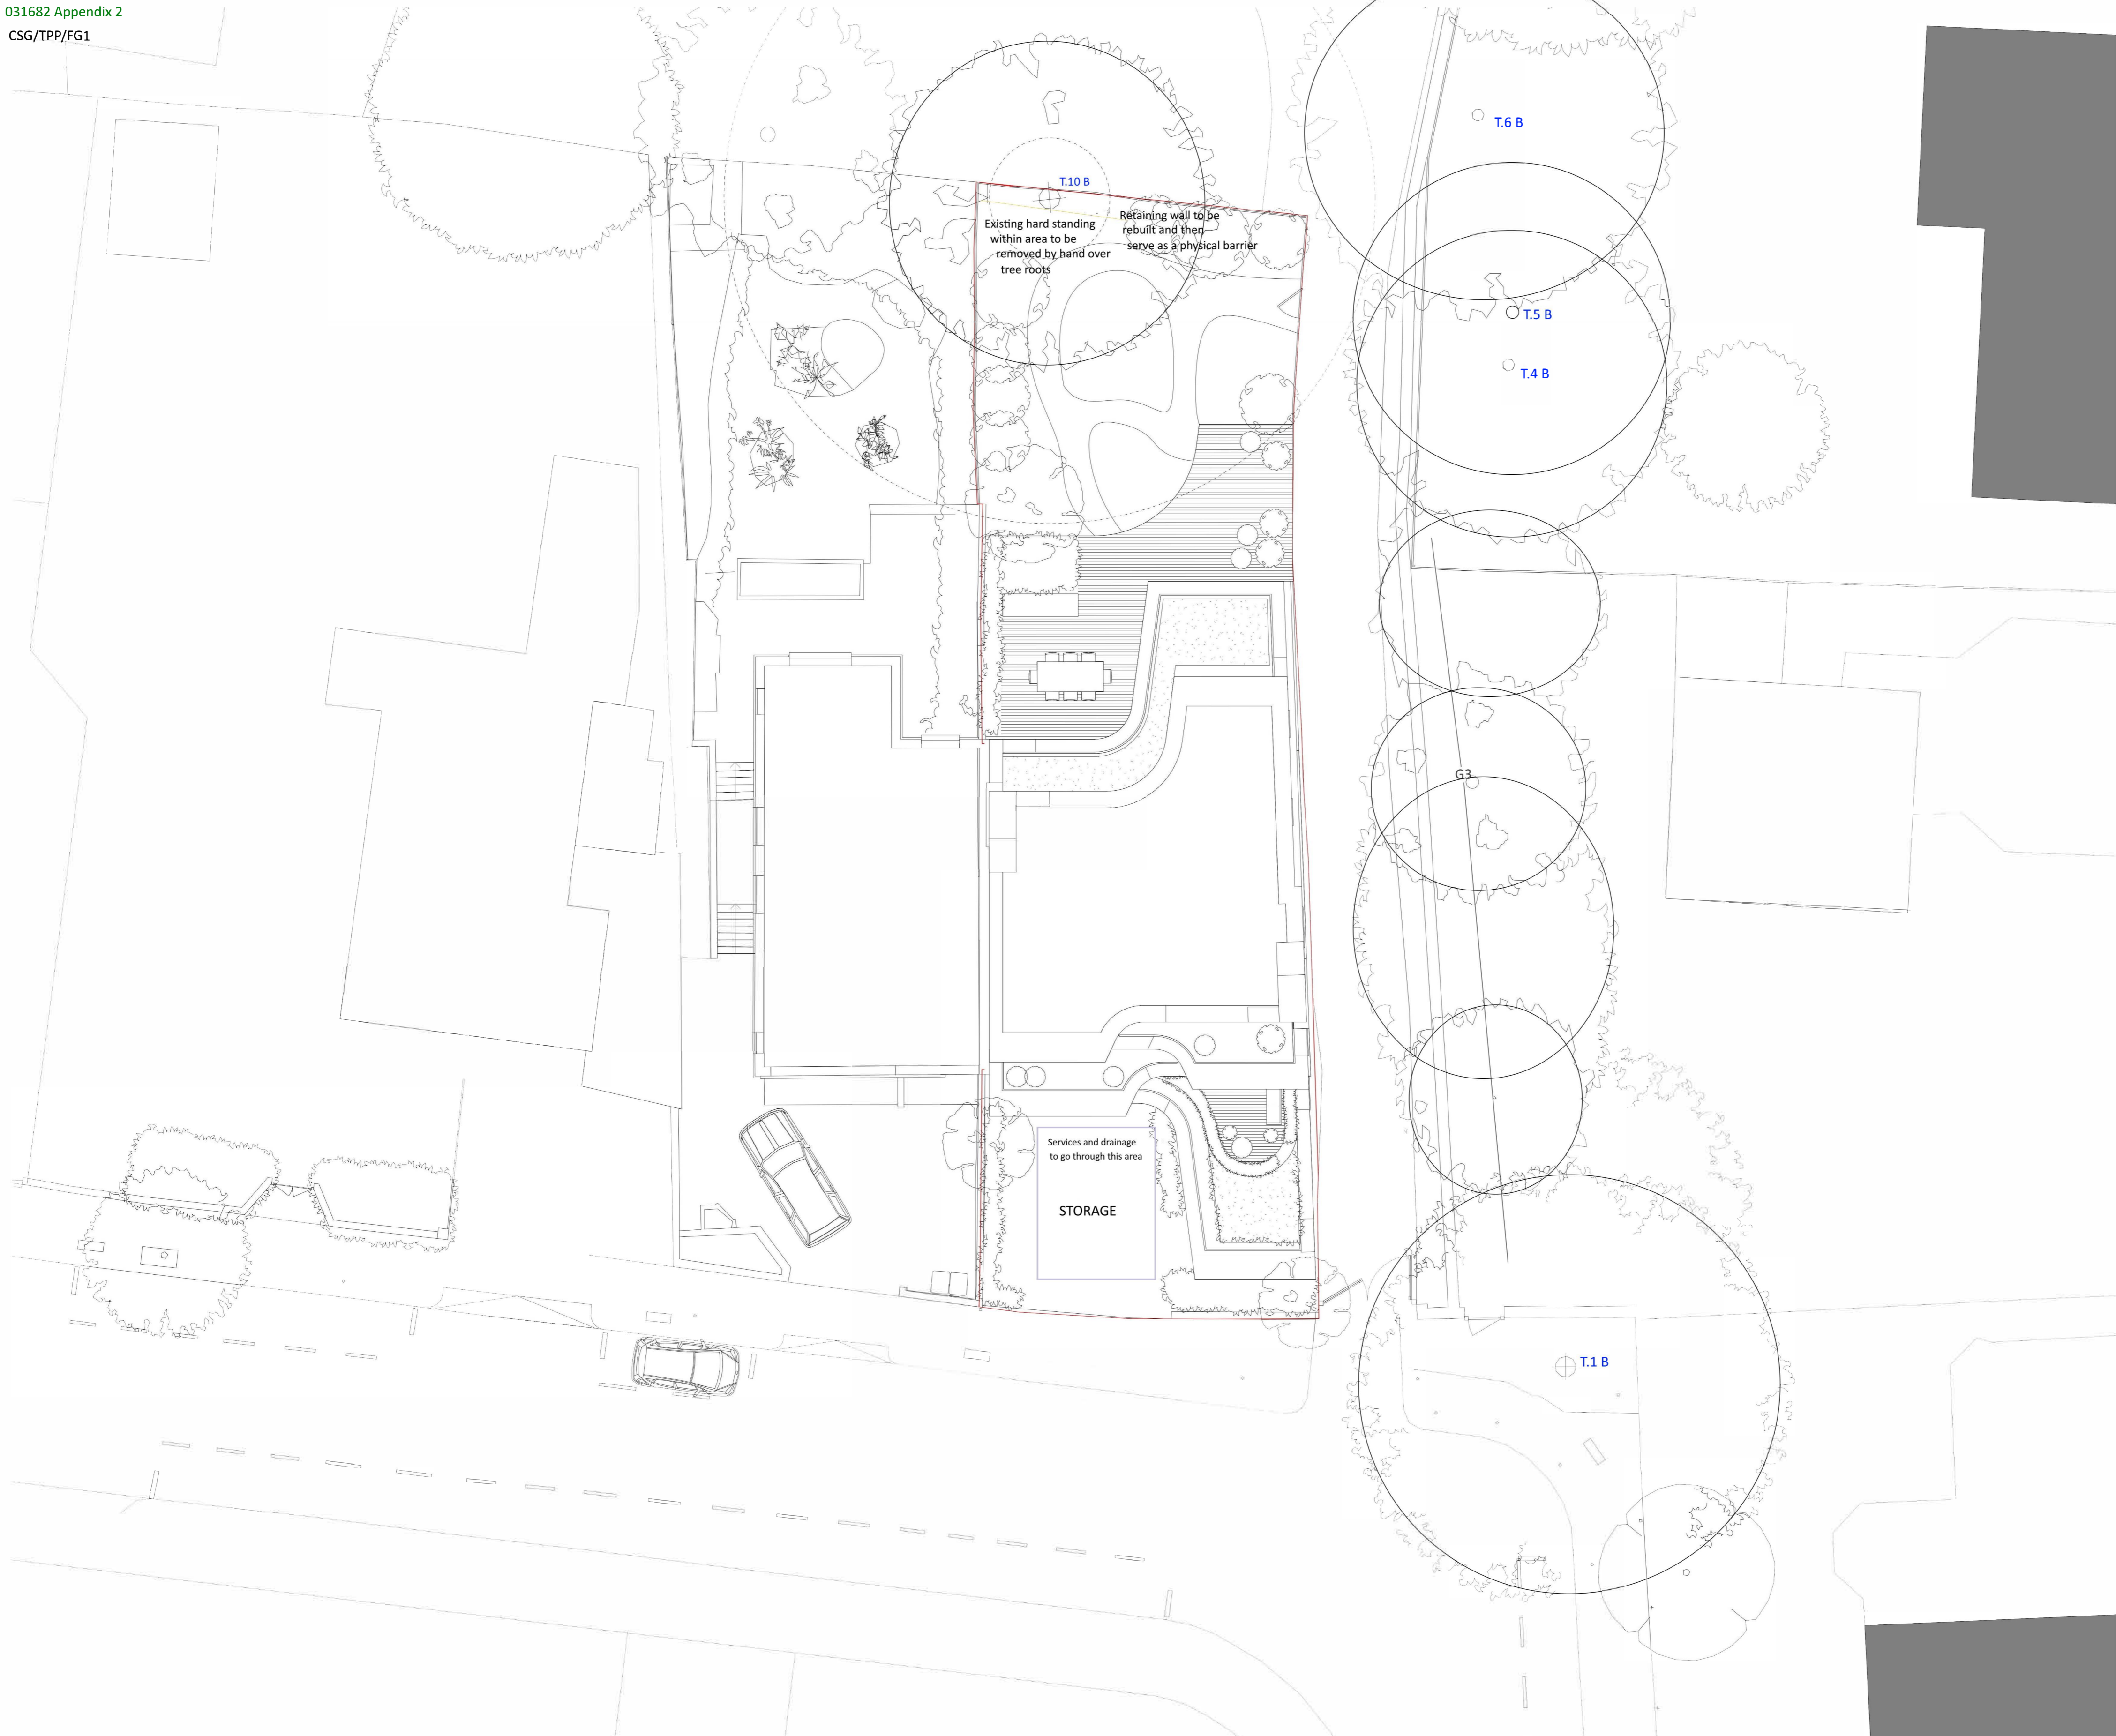 031682 Appendix 2
CSG/TPP/FG1
T.6 B
T.10 B
Existing hard standing
within area to be
removed by hand over
tree roots
Retaining wall to be
rebuilt and then
serve as a physical barrier
T.5 B
T.4 B
G3
Services and drainage
to go through this area
STORAGE
T.1 B